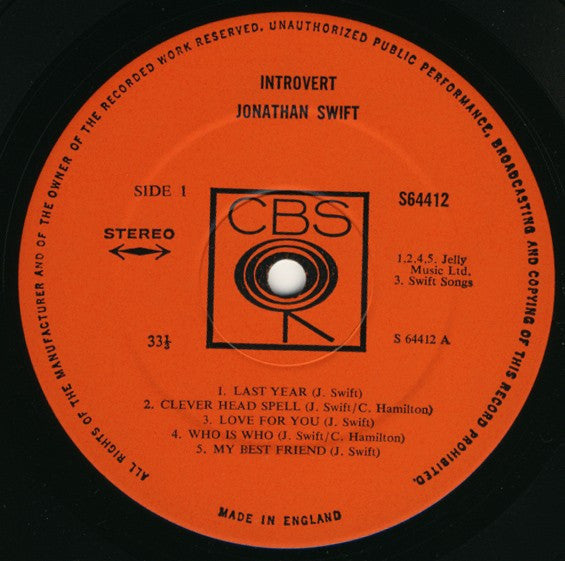 ALL RIGHTS OF THE MANUFACTURER AND OF THE OWNER OF THE RECORDED WORK RESERVED. UNAUTHORIZED PUBLIC PERFORMANCE, BROADCASTING AND COPYING OF THIS RECORD PROHIBITED.
INTROVERT
JONATHAN SWIFT
SIDE 1
S64412
CBS
STEREO
1,2,4,5. Jelly
Music Ltd.
3. Swift Songs
33⅓
S 64412 A
1. LAST YEAR (J. Swift)
2. CLEVER HEAD SPELL (J. Swift/C. Hamilton)
3. LOVE FOR YOU (J. Swift)
4. WHO IS WHO (J. Swift/C. Hamilton)
5. MY BEST FRIEND (J. Swift)
MADE IN ENGLAND